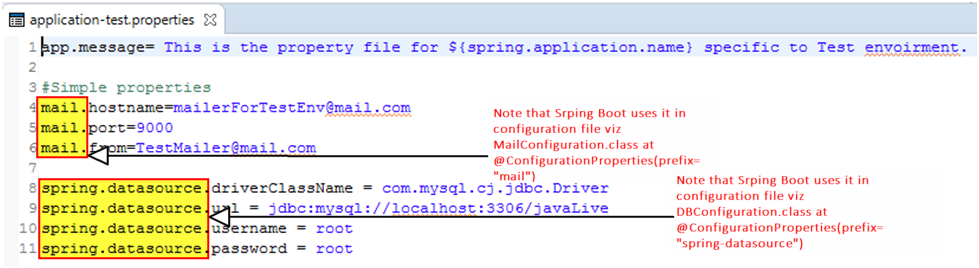 application-test.properties
1 app.message= This is the property file for ${spring.application.name} specific to Test envoirment.
2
3 #Simple properties
4 mail.hostname=mailerForTestEnv@mail.com
5 mail.port=9000
6 mail.from=TestMailer@mail.com
7
8 spring.datasource.driverClassName = com.mysql.cj.jdbc.Driver
9 spring.datasource.url = jdbc:mysql://localhost:3306/javaLive
10 spring.datasource.username = root
11 spring.datasource.password = root
Note that Srping Boot uses it in
configuration file viz
MailConfiguration.class at
@ConfigurationProperties(prefix=
"mail")
Note that Srping Boot uses it in
configuration file viz
DBConfiguration.class at
@ConfigurationProperties(prefix=
"spring-datasource")